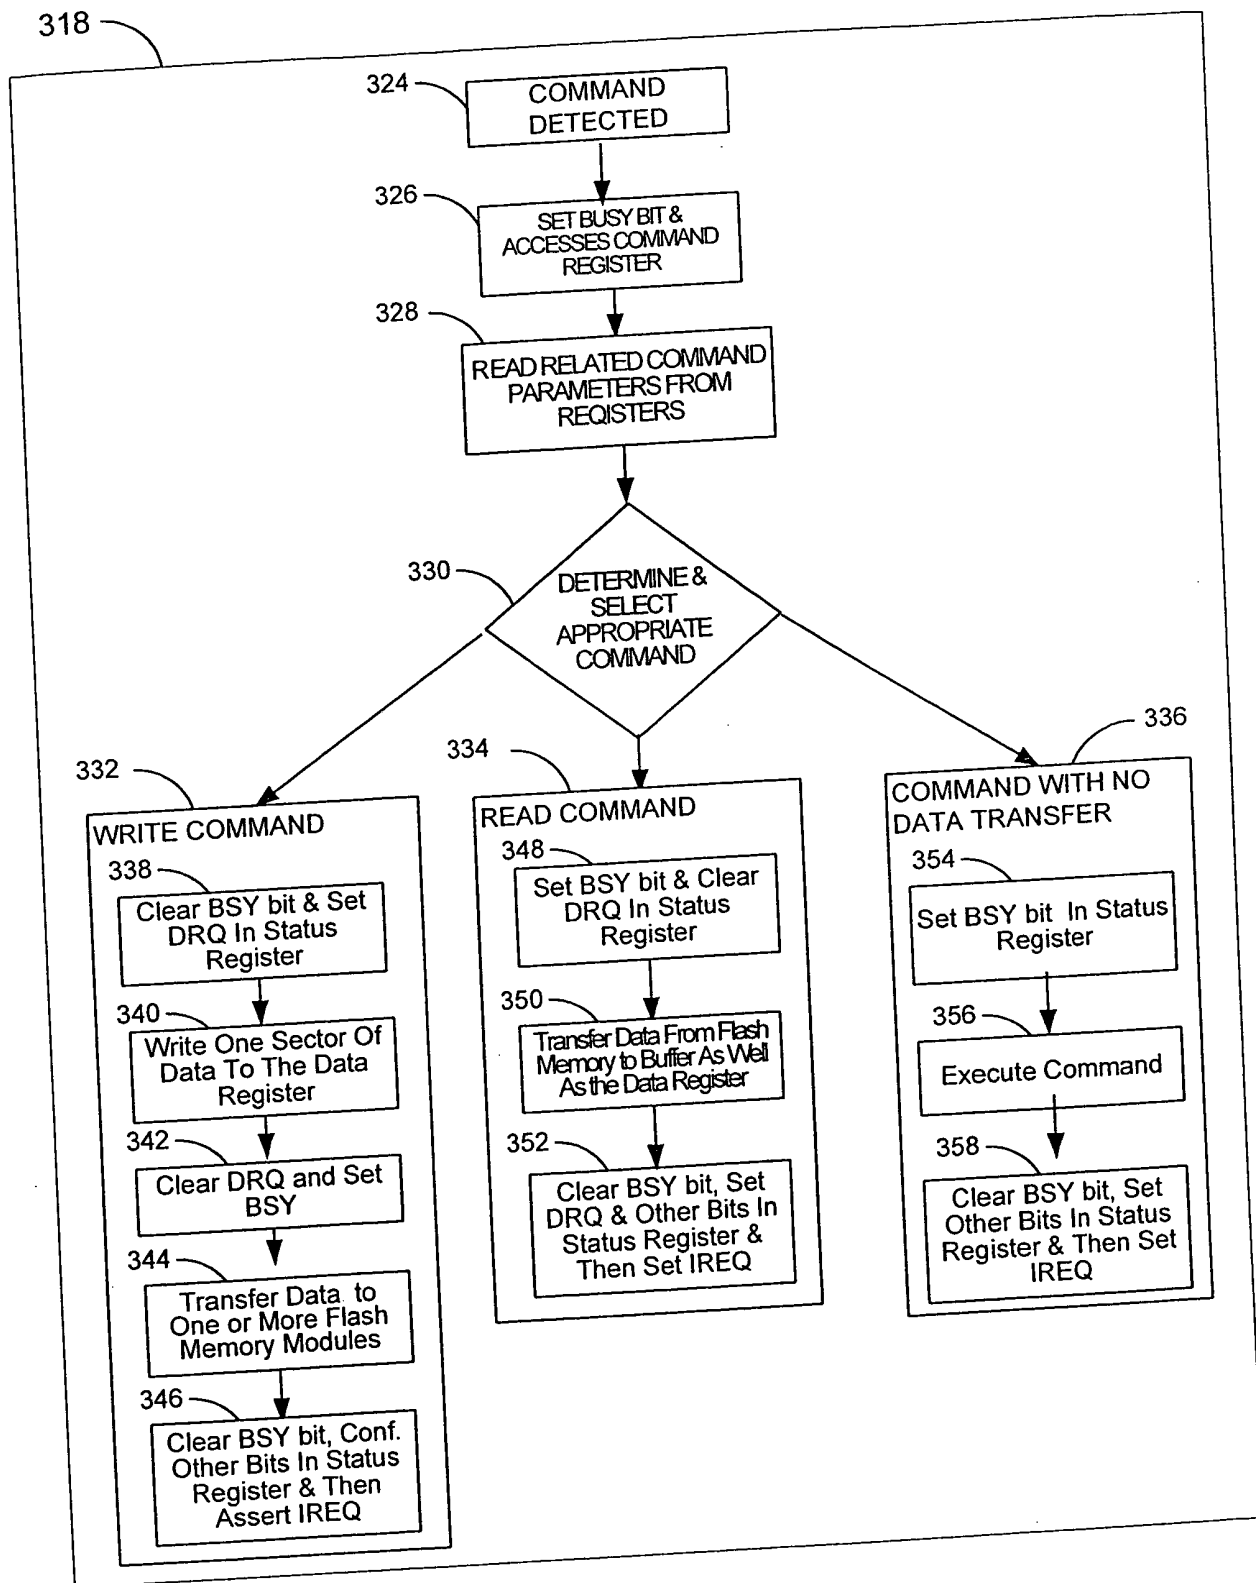 318
324
COMMAND
DETECTED
326
SET BUSY BIT &
ACCESSES COMMAND
REGISTER
328
READ RELATED COMMAND
PARAMETERS FROM
REQISTERS
330
DETERMINE &
SELECT
APPROPRIATE
COMMAND
332
WRITE COMMAND
338
Clear BSY bit & Set
DRQ In Status
Register
340
Write One Sector Of
Data To The Data
Register
342
Clear DRQ and Set
BSY
344
Transfer Data to
One or More Flash
Memory Modules
346
Clear BSY bit, Conf.
Other Bits In Status
Register & Then
Assert IREQ
334
READ COMMAND
348
Set BSY bit & Clear
DRQ In Status
Register
350
Transfer Data From Flash
Memory to Buffer As Well
As the Data Register
352
Clear BSY bit, Set
DRQ & Other Bits In
Status Register &
Then Set IREQ
336
COMMAND WITH NO
DATA TRANSFER
354
Set BSY bit In Status
Register
356
Execute Command
358
Clear BSY bit, Set
Other Bits In Status
Register & Then Set
IREQ